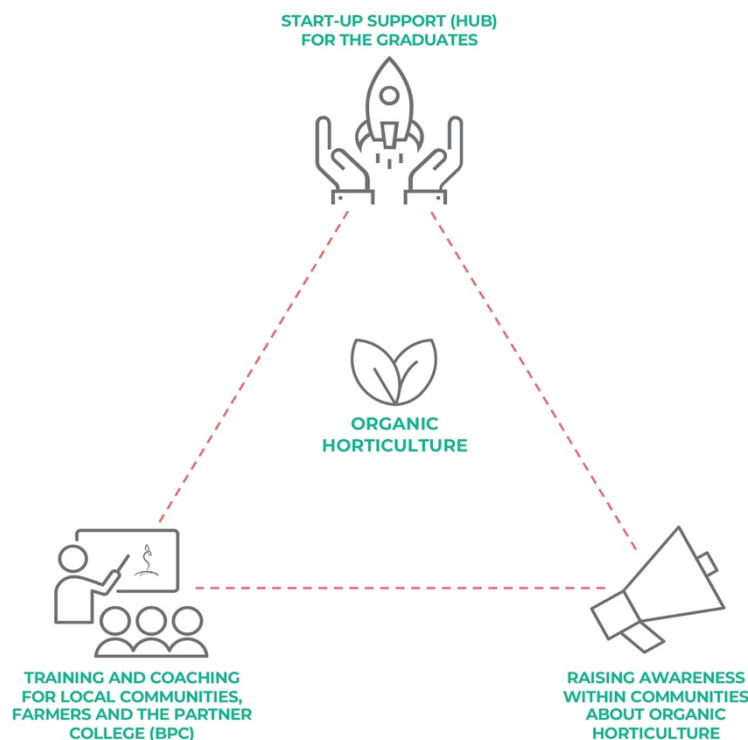 START-UP SUPPORT (HUB)
FOR THE GRADUATES
ORGANIC
HORTICULTURE
TRAINING AND COACHING
FOR LOCAL COMMUNITIES,
FARMERS AND THE PARTNER
COLLEGE (BPC)
RAISING AWARENESS
WITHIN COMMUNITIES
ABOUT ORGANIC
HORTICULTURE